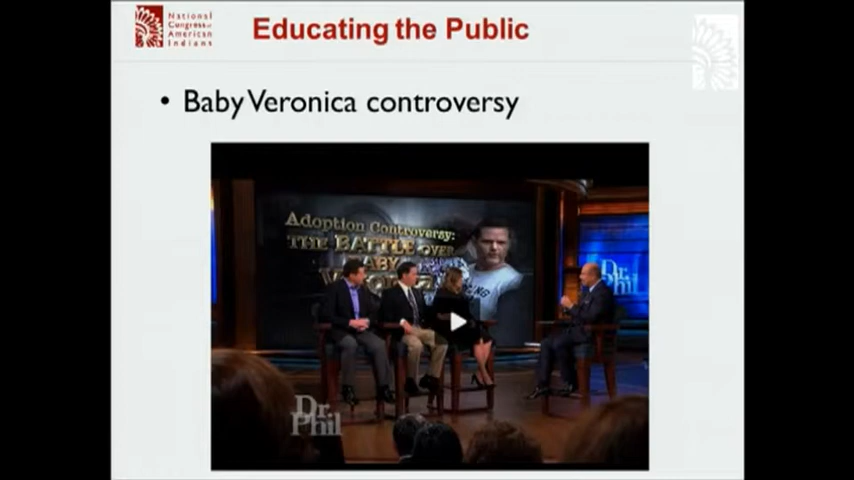 National
Congress of
American
Indians
Educating the Public
• Baby Veronica controversy
Adoption Controversy:
THE BATTLE OVER
BABY
Dr.
Phil
Dr.
Phil